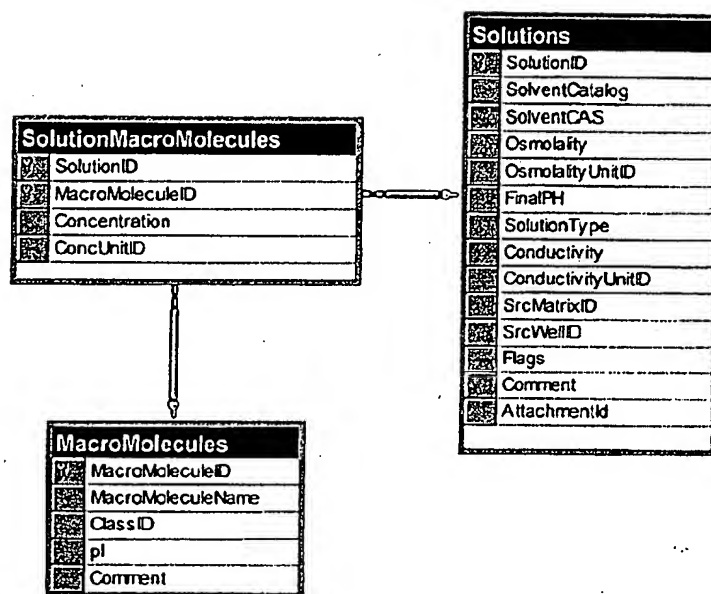 Solutions
SolutionID
SolventCatalog
SolventCAS
Osmolality
OsmolalityUnitID
FinalPH
SolutionType
Conductivity
ConductivityUnitID
SrcMatrixID
SrcWellID
Flags
Comment
AttachmentId
SolutionMacroMolecules
SolutionID
MacroMoleculeID
Concentration
ConcUnitID
MacroMolecules
MacroMoleculeID
MacroMoleculeName
ClassID
pI
Comment